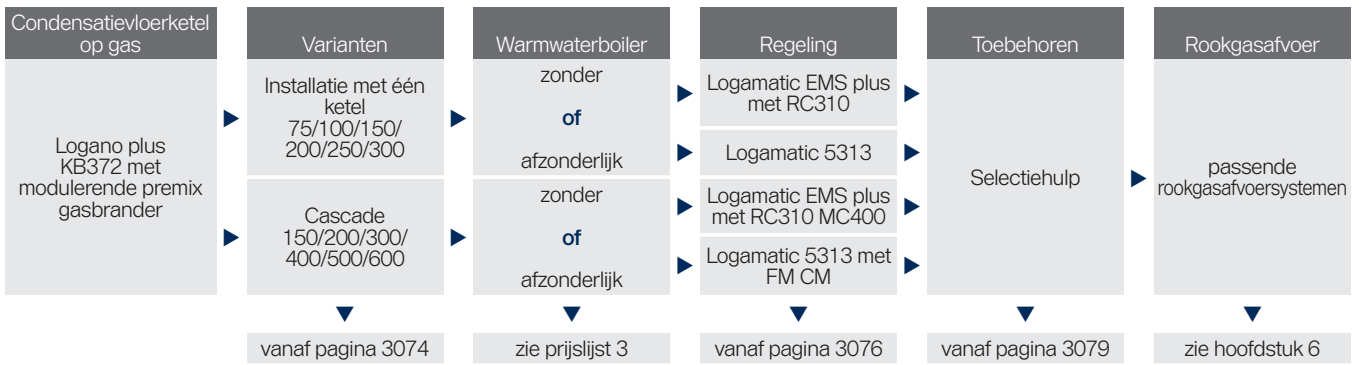 Condensatievloerketel
op gas
Logano plus
KB372 met
modulerende premix
gasbrander
Varianten
Installatie met één
ketel
75/100/150/
200/250/300
Cascade
150/200/300/
400/500/600
vanaf pagina 3074
Warmwaterboiler
zonder
of
afzonderlijk
zonder
of
afzonderlijk
zie prijslijst 3
Regeling
Logamatic EMS plus
met RC310
Logamatic 5313
Logamatic EMS plus
met RC310 MC400
Logamatic 5313 met
FM CM
vanaf pagina 3076
Toebehoren
Selectiehulp
vanaf pagina 3079
Rookgasafvoer
passende
rookgasafvoersystemen
zie hoofdstuk 6